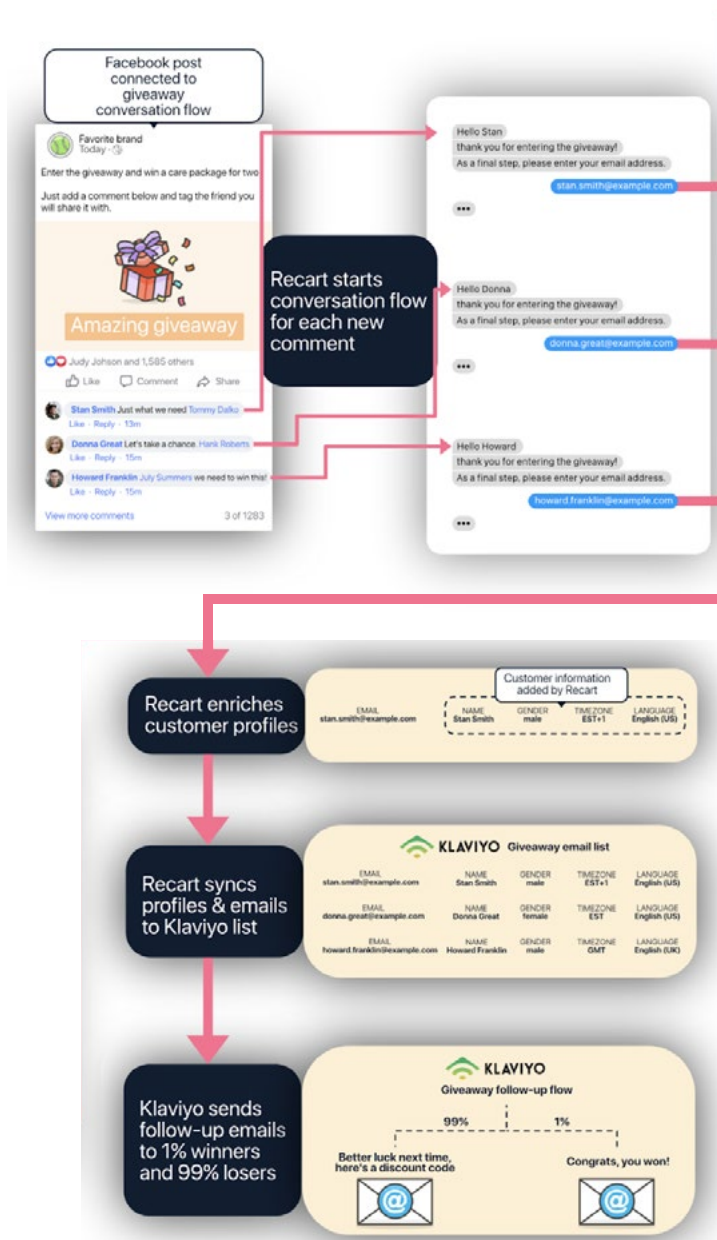 Facebook post
connected to
giveaway
conversation flow
Favorite brand
Today
Enter the giveaway and win a care package for two
Just add a comment below and tag the friend you
will share it with.
Amazing giveaway
Judy Johson and 1,585 others
Like Comment Share
Stan Smith Just what we need Tommy Dalko
Like · Reply · 13m
Donna Great Let's take a chance. Hank Roberts
Like · Reply · 15m
Howard Franklin July Summers we need to win this!
Like · Reply · 15m
View more comments 3 of 1283
Recart starts
conversation flow
for each new
comment
Hello Stan
thank you for entering the giveaway!
As a final step, please enter your email address.
stan.smith@example.com
Hello Donna
thank you for entering the giveaway!
As a final step, please enter your email address.
donna.great@example.com
Hello Howard
thank you for entering the giveaway!
As a final step, please enter your email address.
howard.franklin@example.com
Recart enriches
customer profiles
Customer information
added by Recart
EMAIL NAME GENDER TIMEZONE LANGUAGE
stan.smith@example.com Stan Smith male EST+1 English (US)
Recart syncs
profiles & emails
to Klaviyo list
KLAVIYO Giveaway email list
EMAIL NAME GENDER TIMEZONE LANGUAGE
stan.smith@example.com Stan Smith male EST+1 English (US)
EMAIL NAME GENDER TIMEZONE LANGUAGE
donna.great@example.com Donna Great female EST English (US)
EMAIL NAME GENDER TIMEZONE LANGUAGE
howard.franklin@example.com Howard Franklin male GMT English (UK)
Klaviyo sends
follow-up emails
to 1% winners
and 99% losers
KLAVIYO
Giveaway follow-up flow
99% 1%
Better luck next time,
here's a discount code
Congrats, you won!
@ @